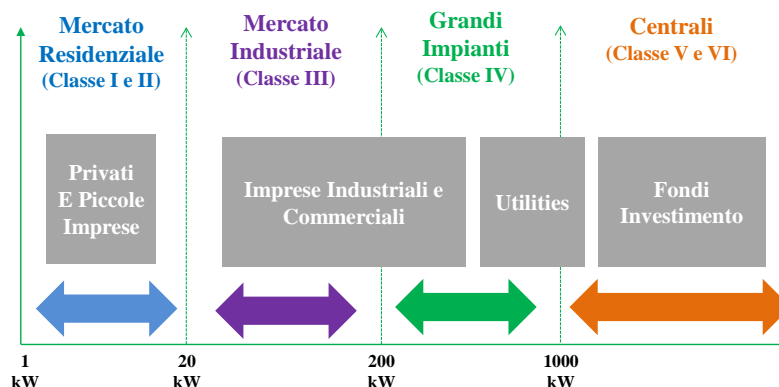 Mercato
Residenziale
(Classe I e II)
Mercato
Industriale
(Classe III)
Grandi
Impianti
(Classe IV)
Centrali
(Classe V e VI)
Privati
E Piccole
Imprese
Imprese Industriali e
Commerciali
Utilities
Fondi
Investimento
1
kW
20
kW
200
kW
1000
kW